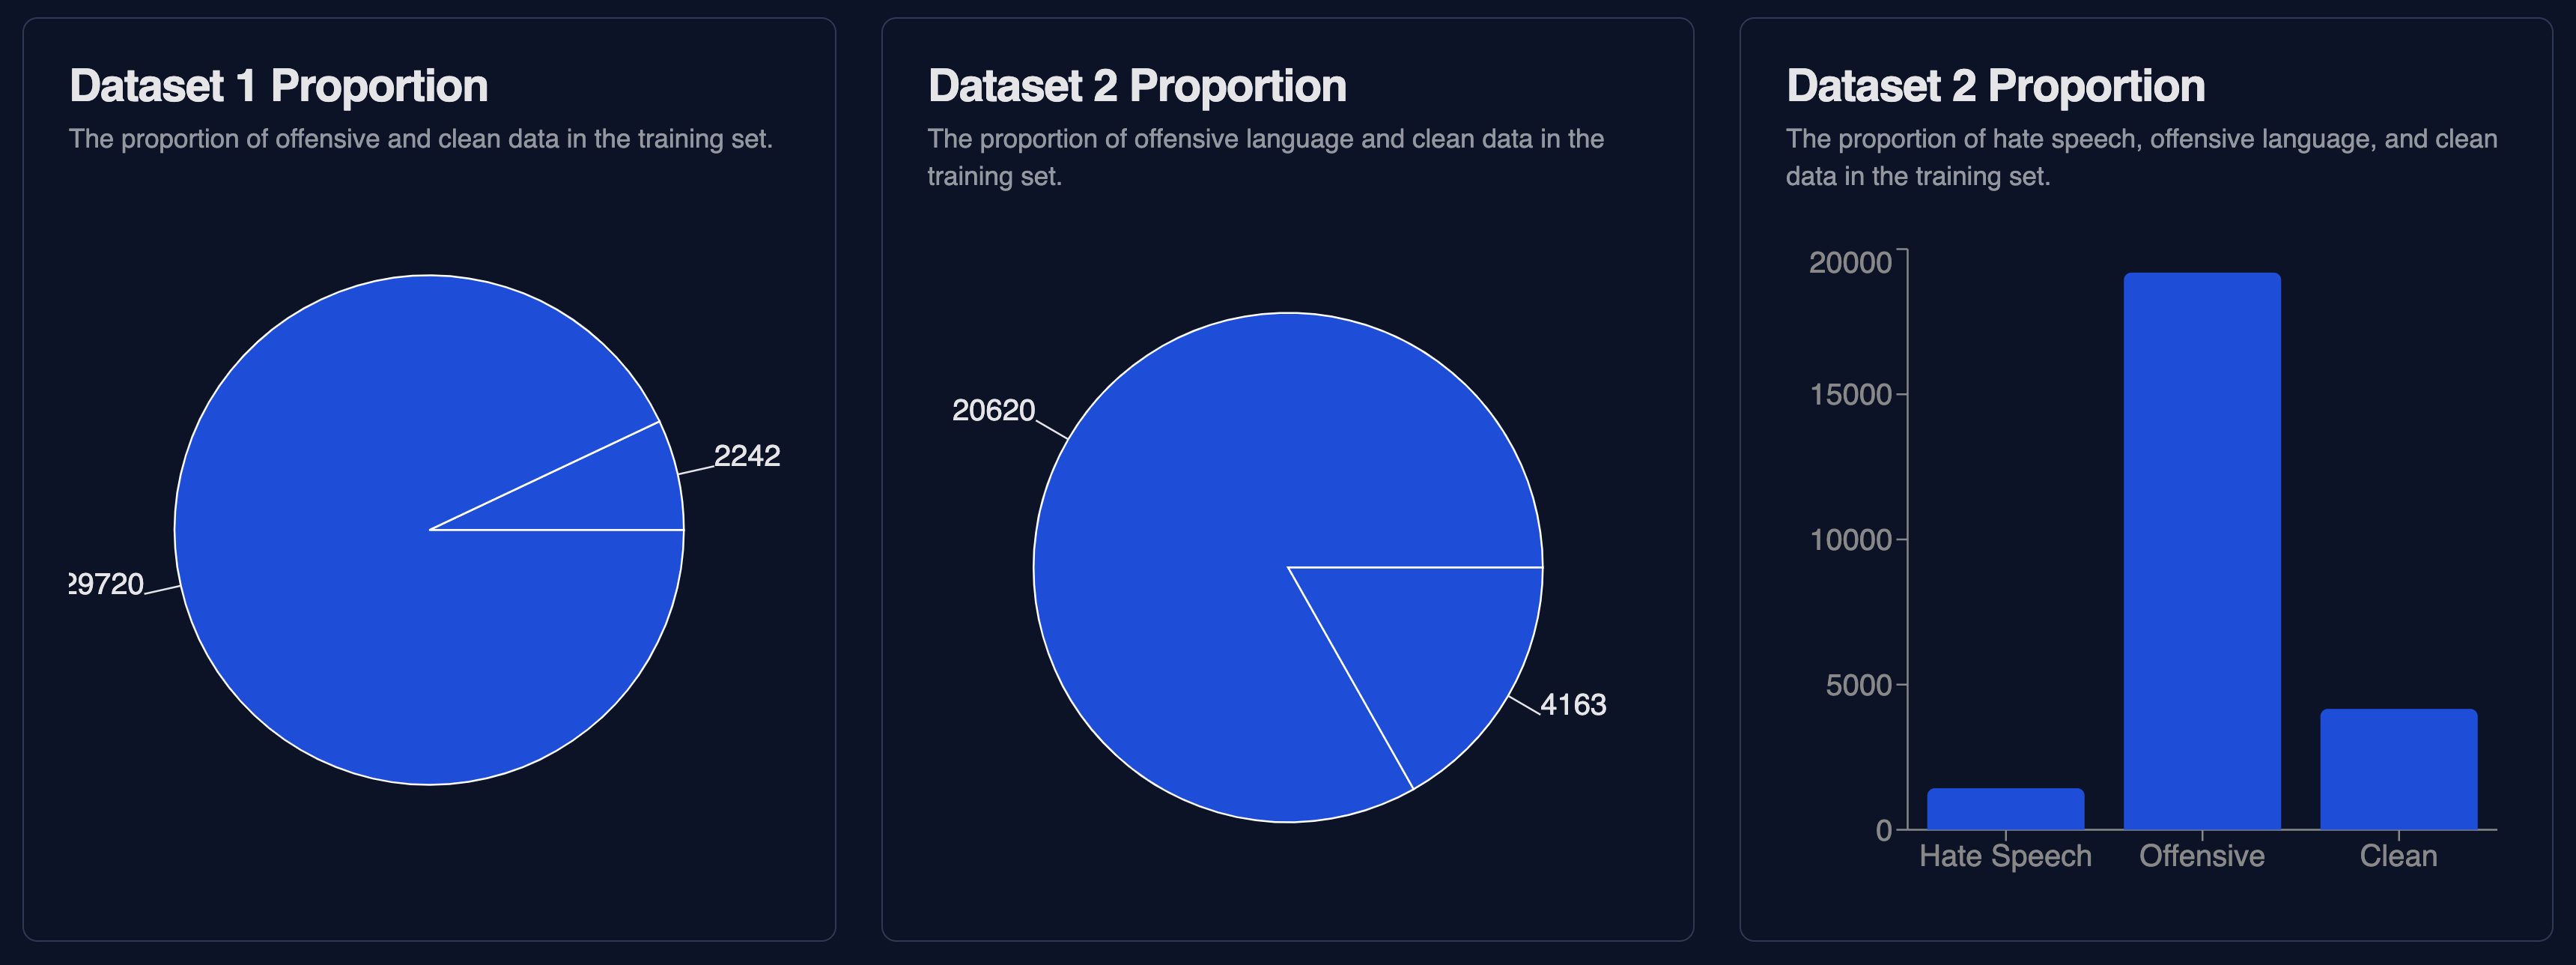 Dataset 1 Proportion
The proportion of offensive and clean data in the training set.
2242
29720
Dataset 2 Proportion
The proportion of offensive language and clean data in the
training set.
20620
4163
Dataset 2 Proportion
The proportion of hate speech, offensive language, and clean
data in the training set.
20000
15000
10000
5000
0
Hate Speech Offensive Clean